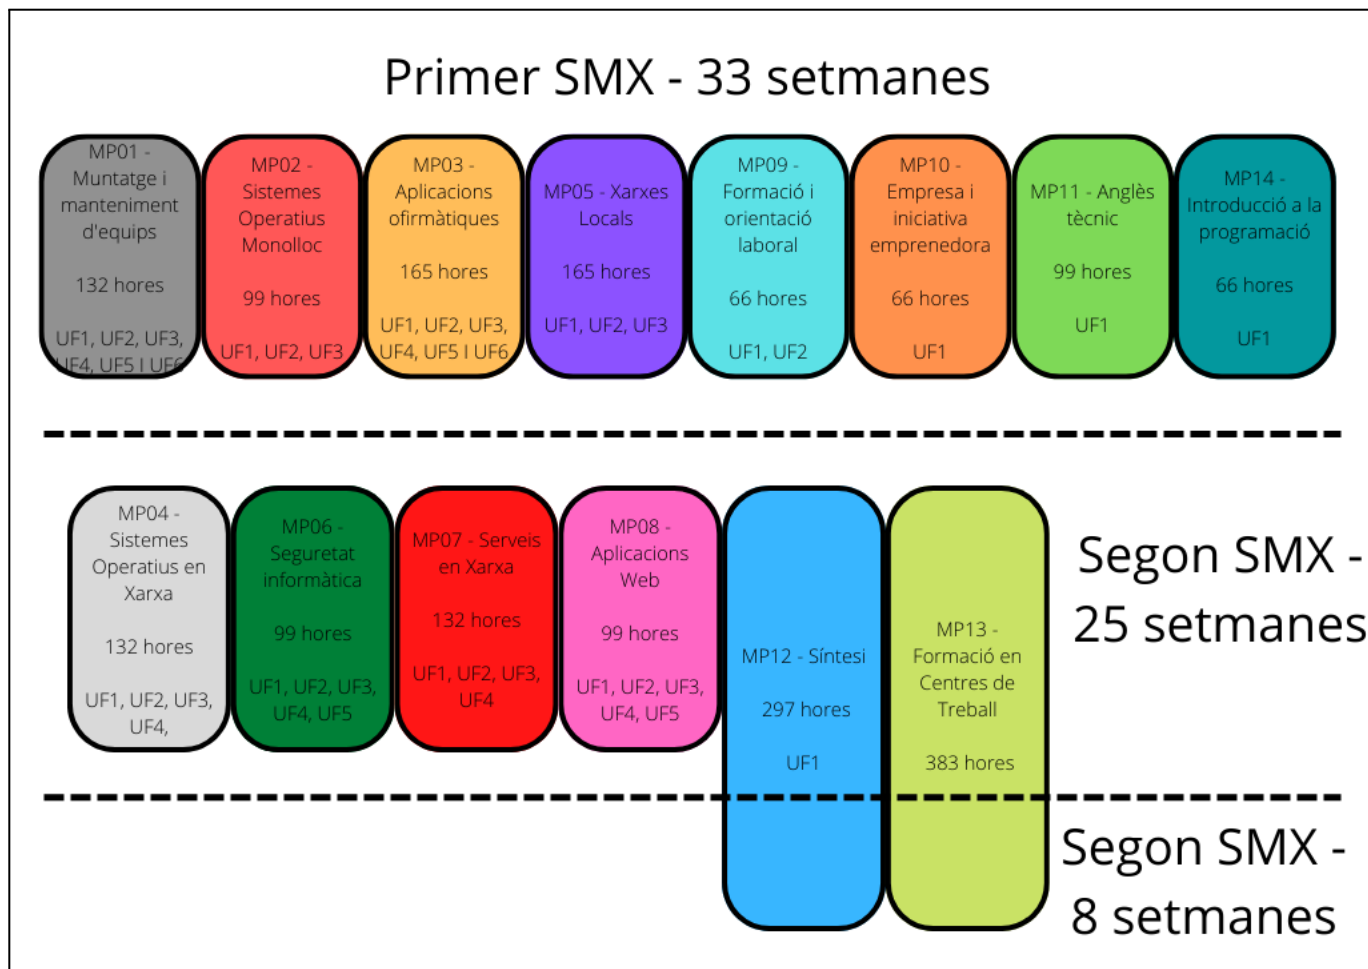 Primer SMX - 33 setmanes
MP01 -
Muntatge i
manteniment
d'equips
132 hores
UF1, UF2, UF3,
UF4, UF5 I UF6
MP02 -
Sistemes
Operatius
Monolloc
99 hores
UF1, UF2, UF3
MP03 -
Aplicacions
ofirmàtiques
165 hores
UF1, UF2, UF3,
UF4, UF5 I UF6
MP05 - Xarxes
Locals
165 hores
UF1, UF2, UF3
MP09 -
Formació i
orientació
laboral
66 hores
UF1, UF2
MP10 -
Empresa i
iniciativa
emprenedora
66 hores
UF1
MP11 - Anglès
tècnic
99 hores
UF1
MP14 -
Introducció a la
programació
66 hores
UF1
MP04 -
Sistemes
Operatius en
Xarxa
132 hores
UF1, UF2, UF3,
UF4,
MP06 -
Seguretat
informàtica
99 hores
UF1, UF2, UF3,
UF4, UF5
MP07 - Serveis
en Xarxa
132 hores
UF1, UF2, UF3,
UF4
MP08 -
Aplicacions
Web
99 hores
UF1, UF2, UF3,
UF4, UF5
MP12 - Síntesi
297 hores
UF1
MP13 -
Formació en
Centres de
Treball
383 hores
Segon SMX -
25 setmanes
Segon SMX -
8 setmanes